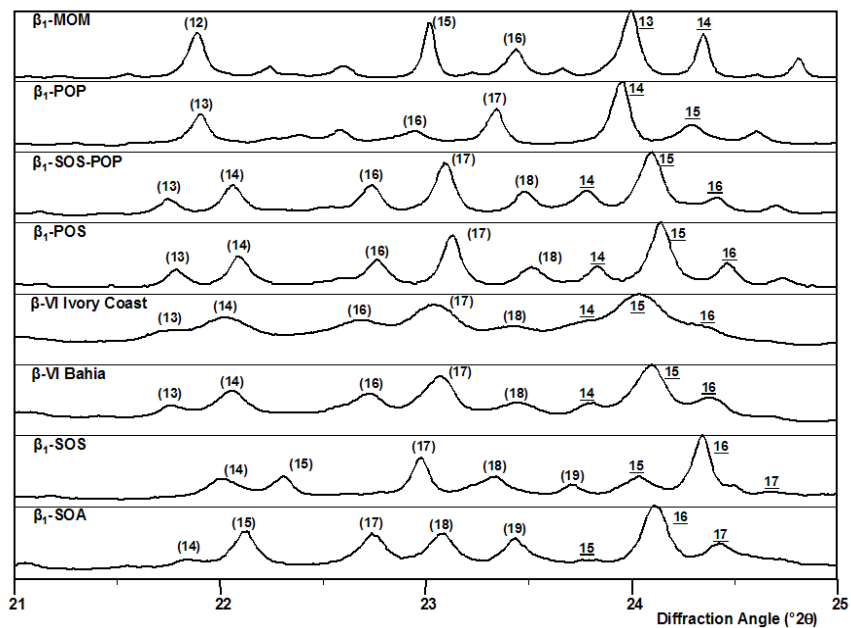 β₁-MOM (12) (15) (16) 13 14
β₁-POP (13) (16) (17) 14 15
β₁-SOS-POP (13) (14) (16) (17) (18) 14 15 16
β₁-POS (13) (14) (16) (17) (18) 14 15 16
β-VI Ivory Coast (13) (14) (16) (17) (18) 14 15 16
β-VI Bahia (13) (14) (16) (17) (18) 14 15 16
β₁-SOS (14) (15) (17) (18) (19) 15 16 17
β₁-SOA (14) (15) (17) (18) (19) 15 16 17
21 22 23 24 25
Diffraction Angle (°2θ)